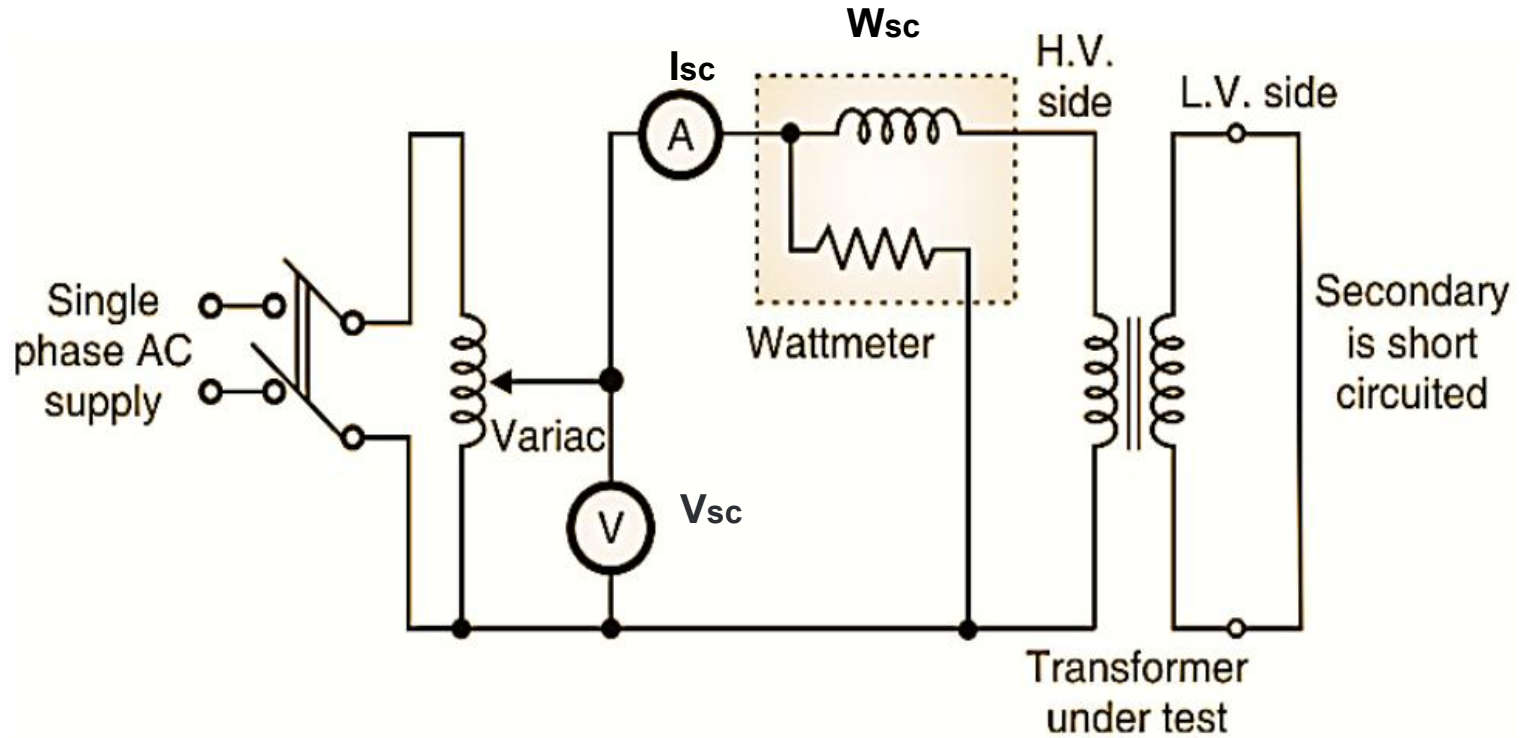 Wsc
Isc
H.V.
side
L.V. side
A
Single
phase AC
supply
Wattmeter
Secondary
is short
circuited
Variac
V
Vsc
Transformer
under test